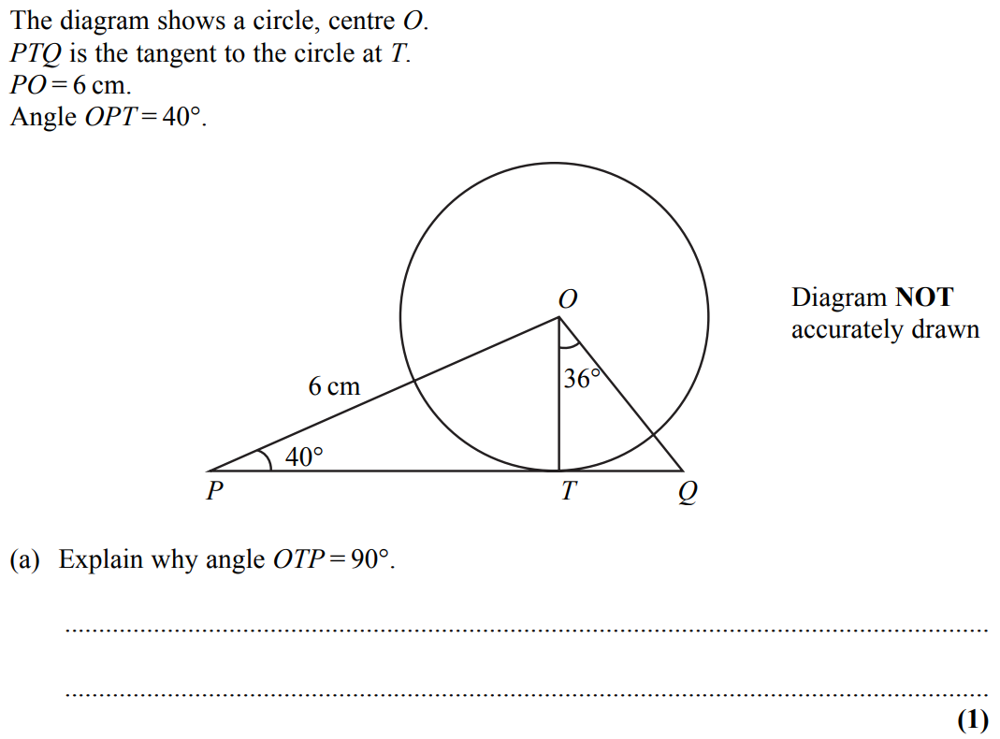 The diagram shows a circle, centre O.
PTQ is the tangent to the circle at T.
PO = 6 cm.
Angle OPT = 40°.
O
Diagram NOT
accurately drawn
36°
6 cm
40°
P
T
Q
(a) Explain why angle OTP = 90°.
(1)